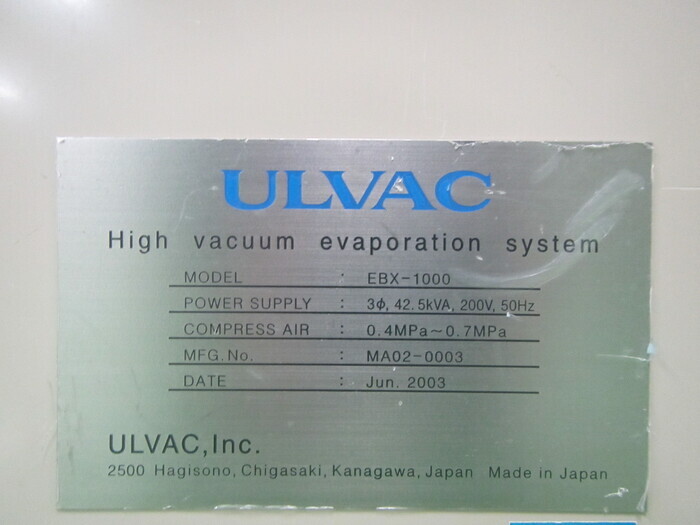 ULVAC
High vacuum evaporation system
MODEL : EBX-1000
POWER SUPPLY : 3ϕ, 42.5kVA, 200V, 50Hz
COMPRESS AIR : 0.4MPa~0.7MPa
MFG.No. : MA02-0003
DATE : Jun. 2003
ULVAC,Inc.
2500 Hagisono, Chigasaki, Kanagawa, Japan Made in Japan